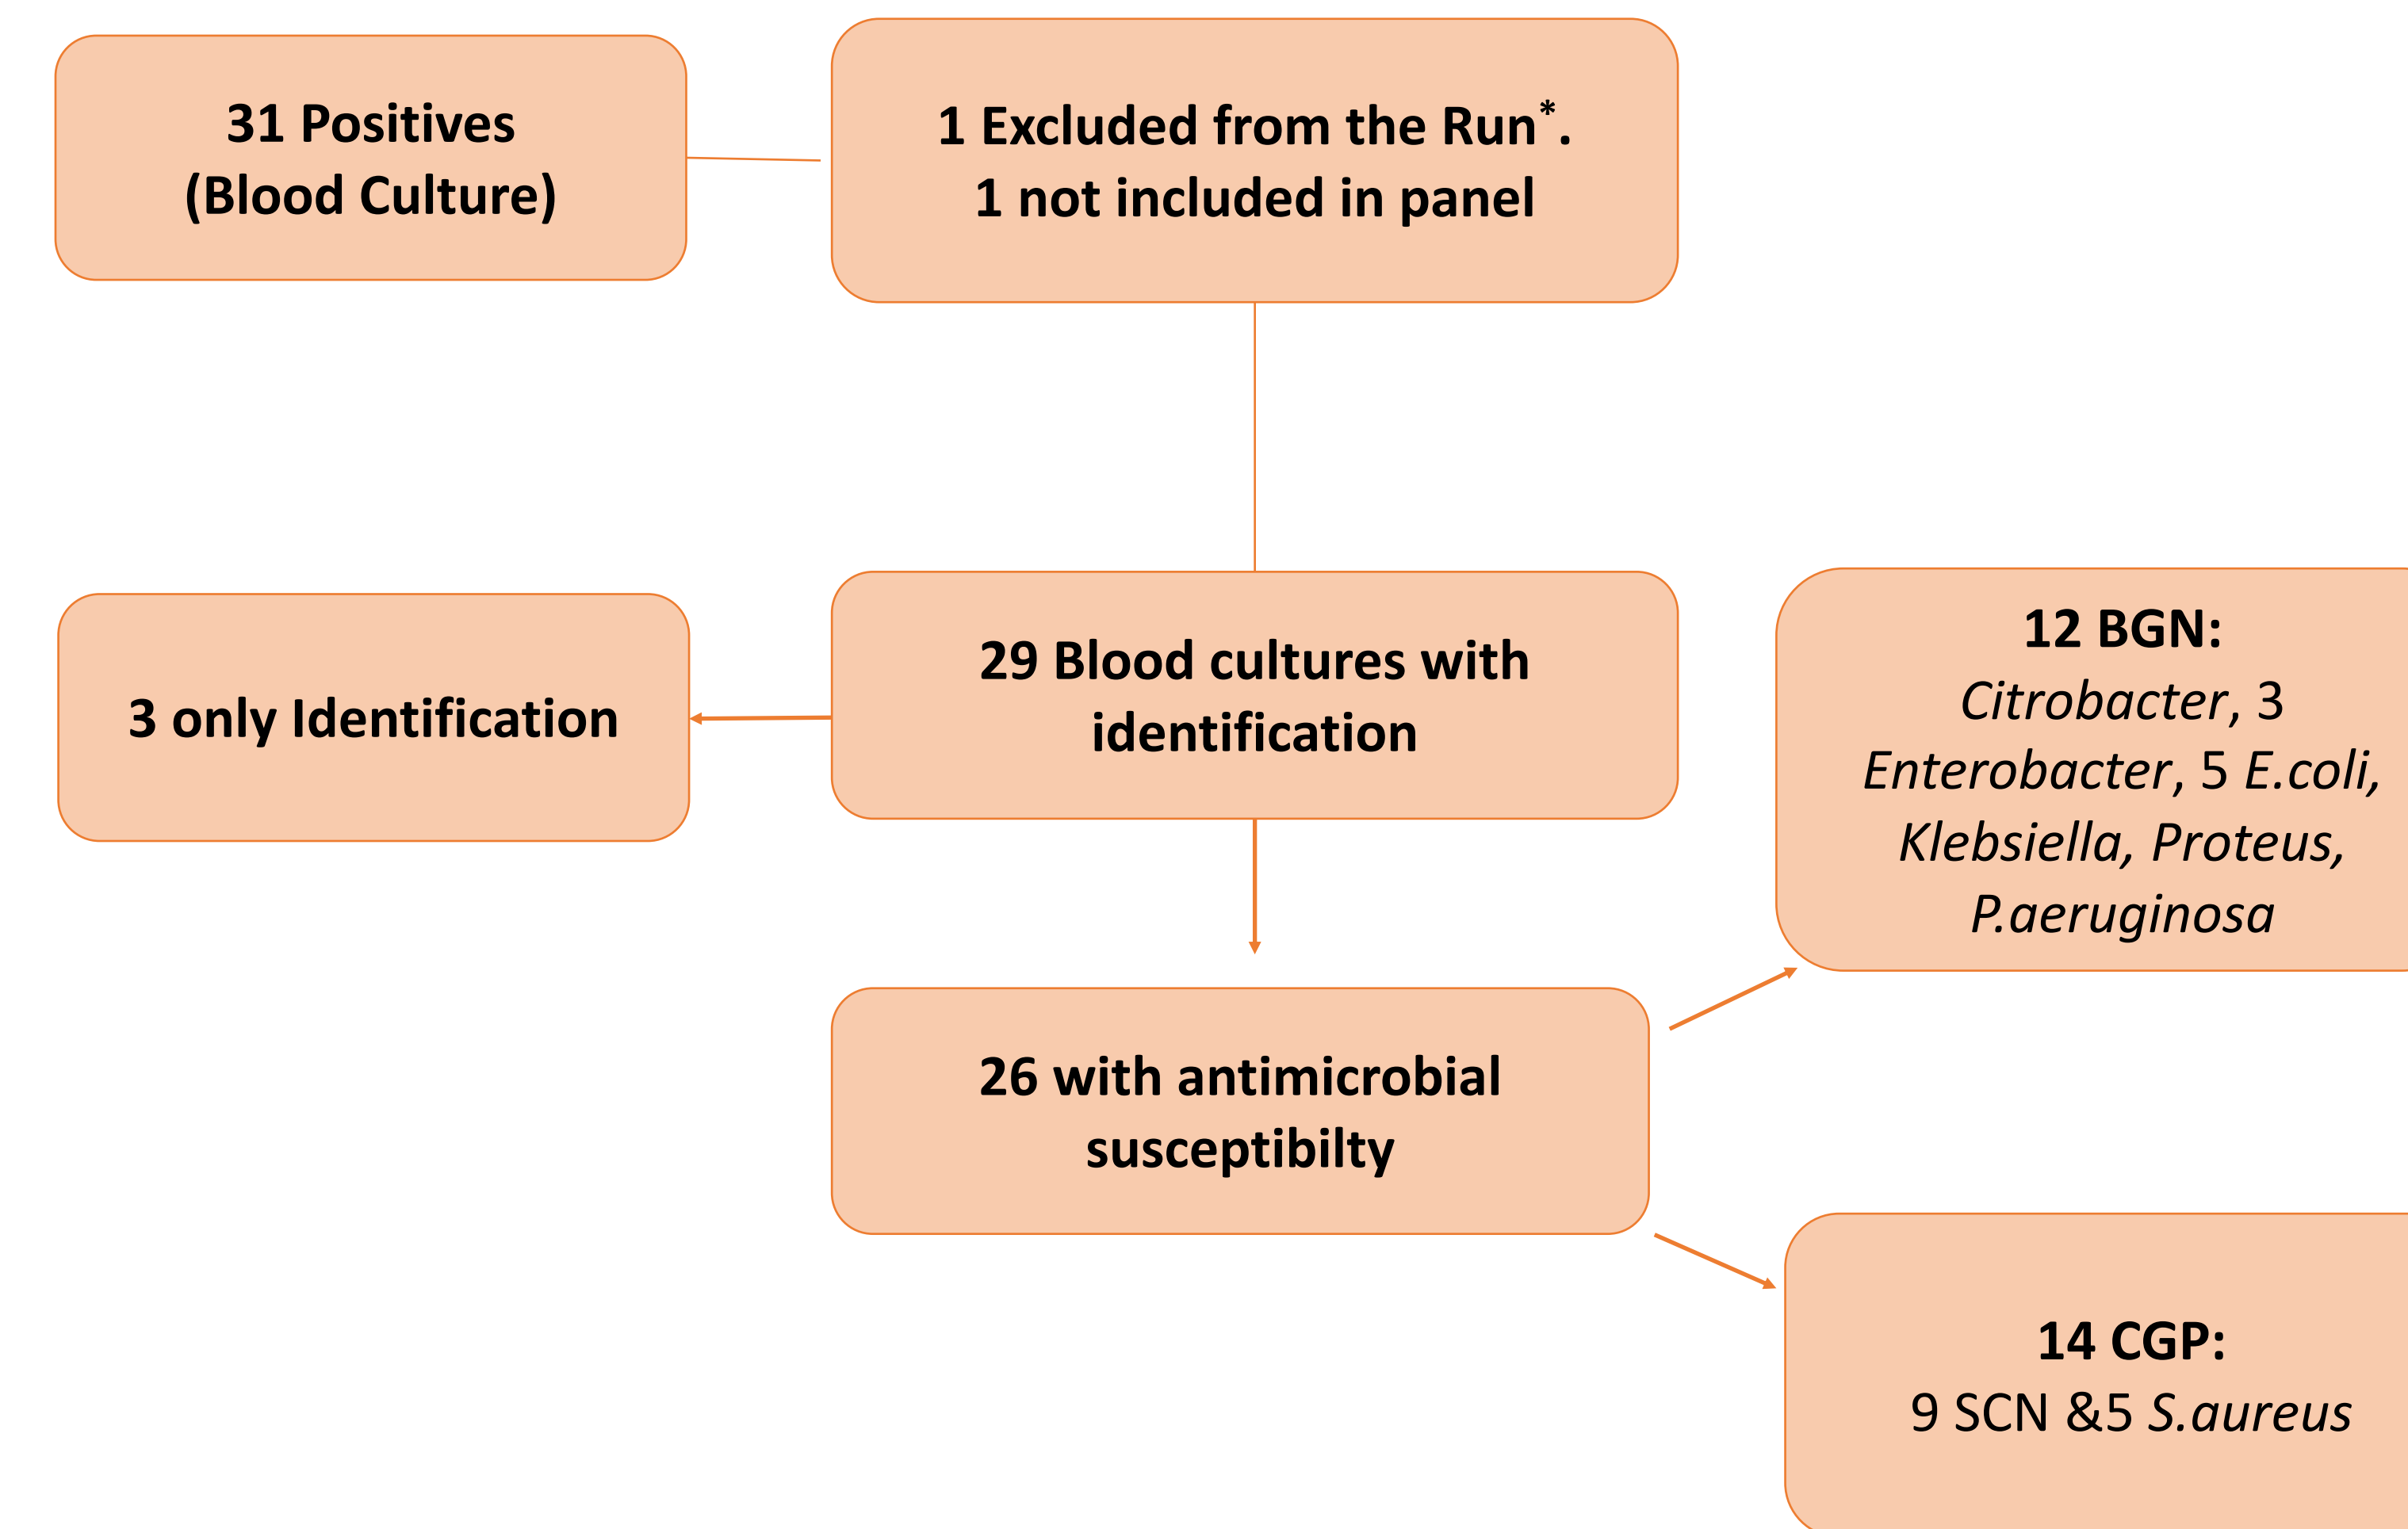 31 Positives
(Blood Culture)
1 Excluded from the Run*.
1 not included in panel
3 only Identification
29 Blood cultures with
identification
12 BGN:
Citrobacter, 3
Enterobacter, 5 E.coli,
Klebsiella, Proteus,
P.aeruginosa
26 with antimicrobial
susceptibilty
14 CGP:
9 SCN &5 S.aureus